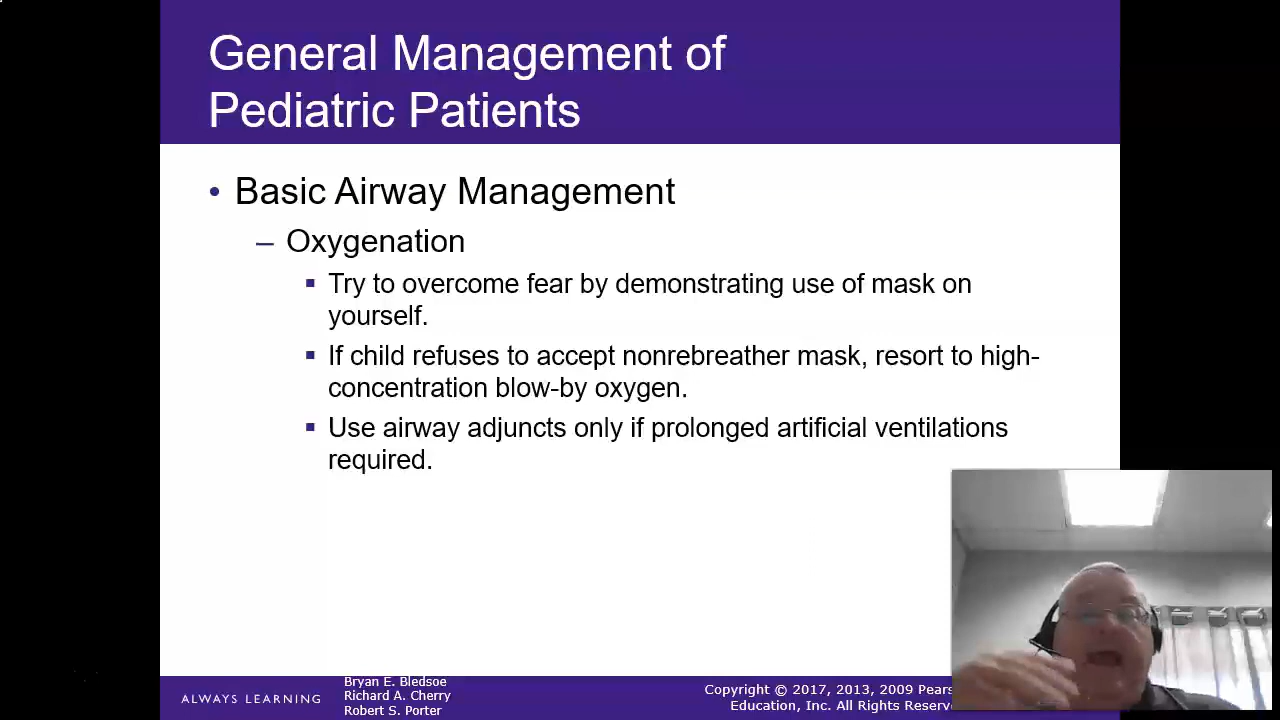 General Management of
Pediatric Patients
• Basic Airway Management
– Oxygenation
▪ Try to overcome fear by demonstrating use of mask on
yourself.
▪ If child refuses to accept nonrebreather mask, resort to high-
concentration blow-by oxygen.
▪ Use airway adjuncts only if prolonged artificial ventilations
required.
ALWAYS LEARNING
Bryan E. Bledsoe
Richard A. Cherry
Robert S. Porter
Copyright © 2017, 2013, 2009 Pears
Education, Inc. All Rights Reserve